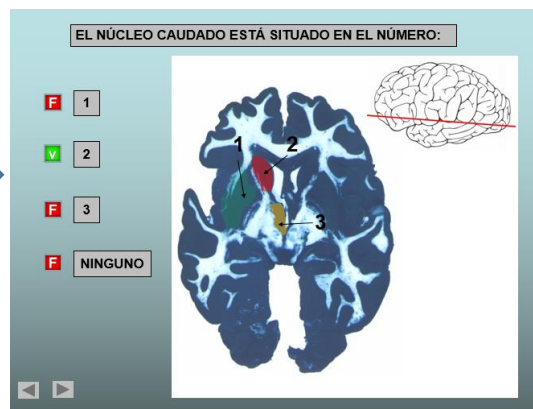 EL NÚCLEO CAUDADO ESTÁ SITUADO EN EL NÚMERO:
F 1
V 2
F 3
F NINGUNO
1
2
3